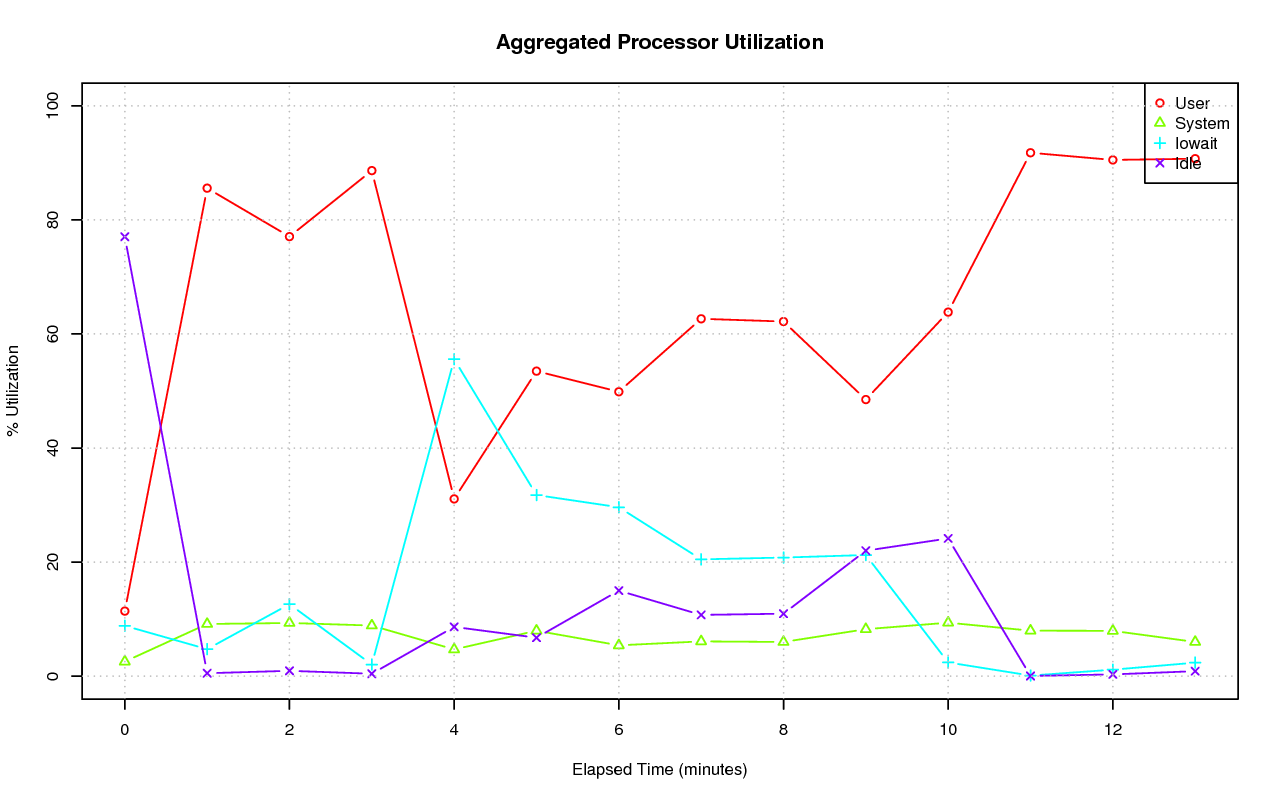 Aggregated Processor Utilization
100
80
60
40
20
0
% Utilization
User
System
Iowait
Idle
0 2 4 6 8 10 12
Elapsed Time (minutes)